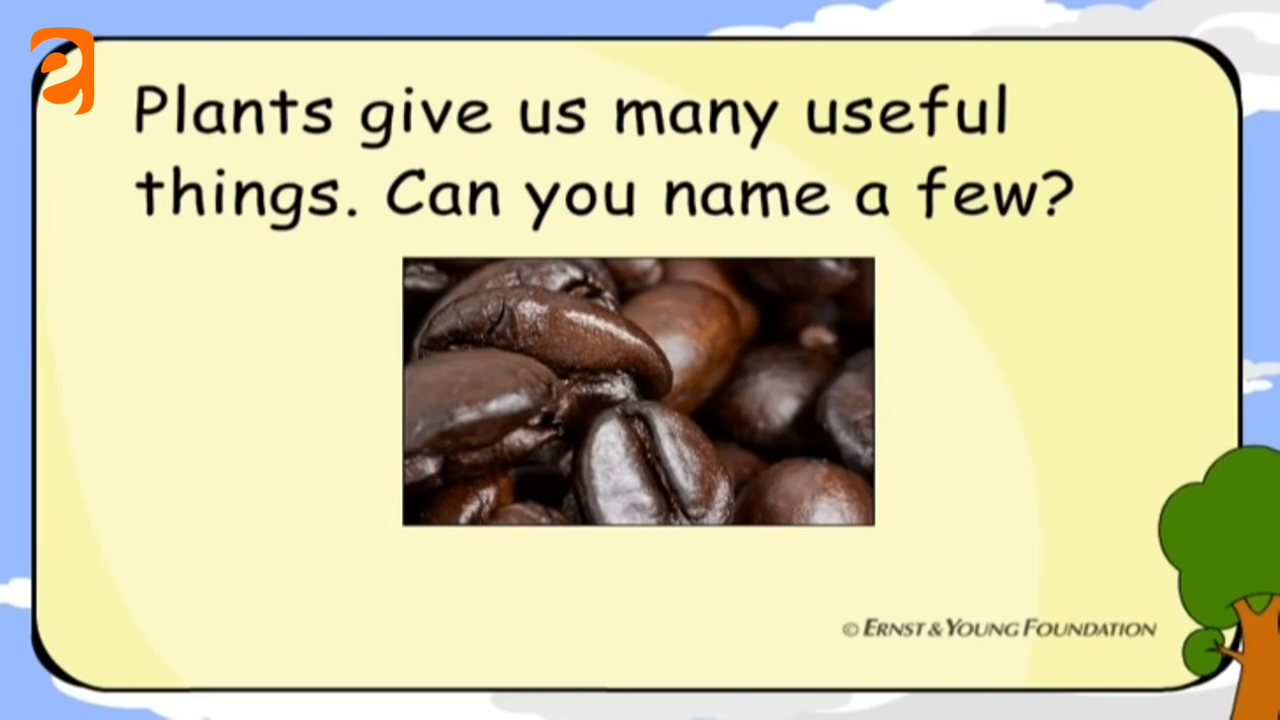 Plants give us many useful
things. Can you name a few?
© ERNST & YOUNG FOUNDATION